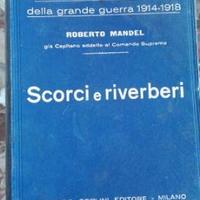 della grande guerra 1914-1918
ROBERTO MANDEL
già Capitano addetto al Comando Supremo
Scorci e riverberi
EDITORE - MILANO